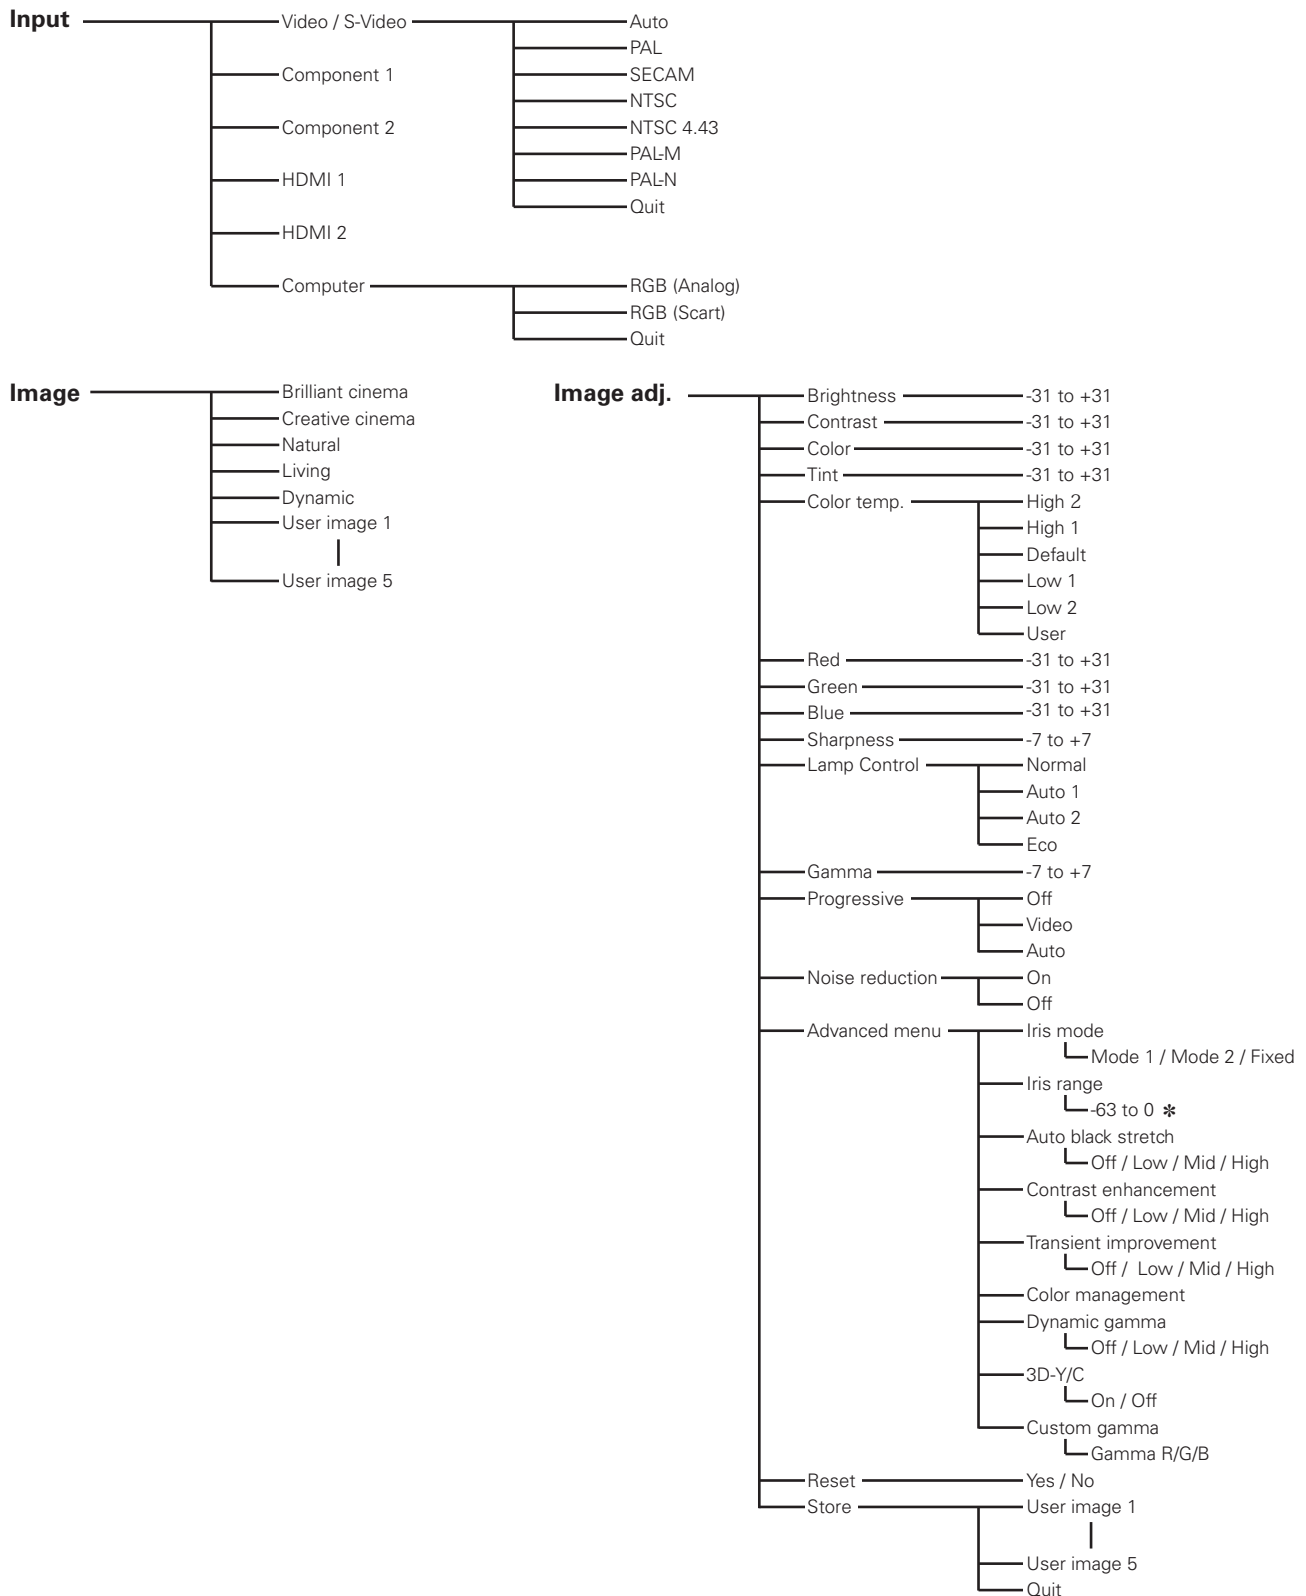 Input
Video / S-Video
Auto
PAL
SECAM
NTSC
NTSC 4.43
PAL-M
PAL-N
Quit
Component 1
Component 2
HDMI 1
HDMI 2
Computer
RGB (Analog)
RGB (Scart)
Quit
Image
Brilliant cinema
Creative cinema
Natural
Living
Dynamic
User image 1
User image 5
Image adj.
Brightness -31 to +31
Contrast -31 to +31
Color -31 to +31
Tint -31 to +31
Color temp. High 2
High 1
Default
Low 1
Low 2
User
Red -31 to +31
Green -31 to +31
Blue -31 to +31
Sharpness -7 to +7
Lamp Control Normal
Auto 1
Auto 2
Eco
Gamma -7 to +7
Progressive Off
Video
Auto
Noise reduction On
Off
Advanced menu Iris mode
Mode 1 / Mode 2 / Fixed
Iris range
-63 to 0 ✻
Auto black stretch
Off / Low / Mid / High
Contrast enhancement
Off / Low / Mid / High
Transient improvement
Off / Low / Mid / High
Color management
Dynamic gamma
Off / Low / Mid / High
3D-Y/C
On / Off
Custom gamma
Gamma R/G/B
Reset Yes / No
Store User image 1
User image 5
Quit